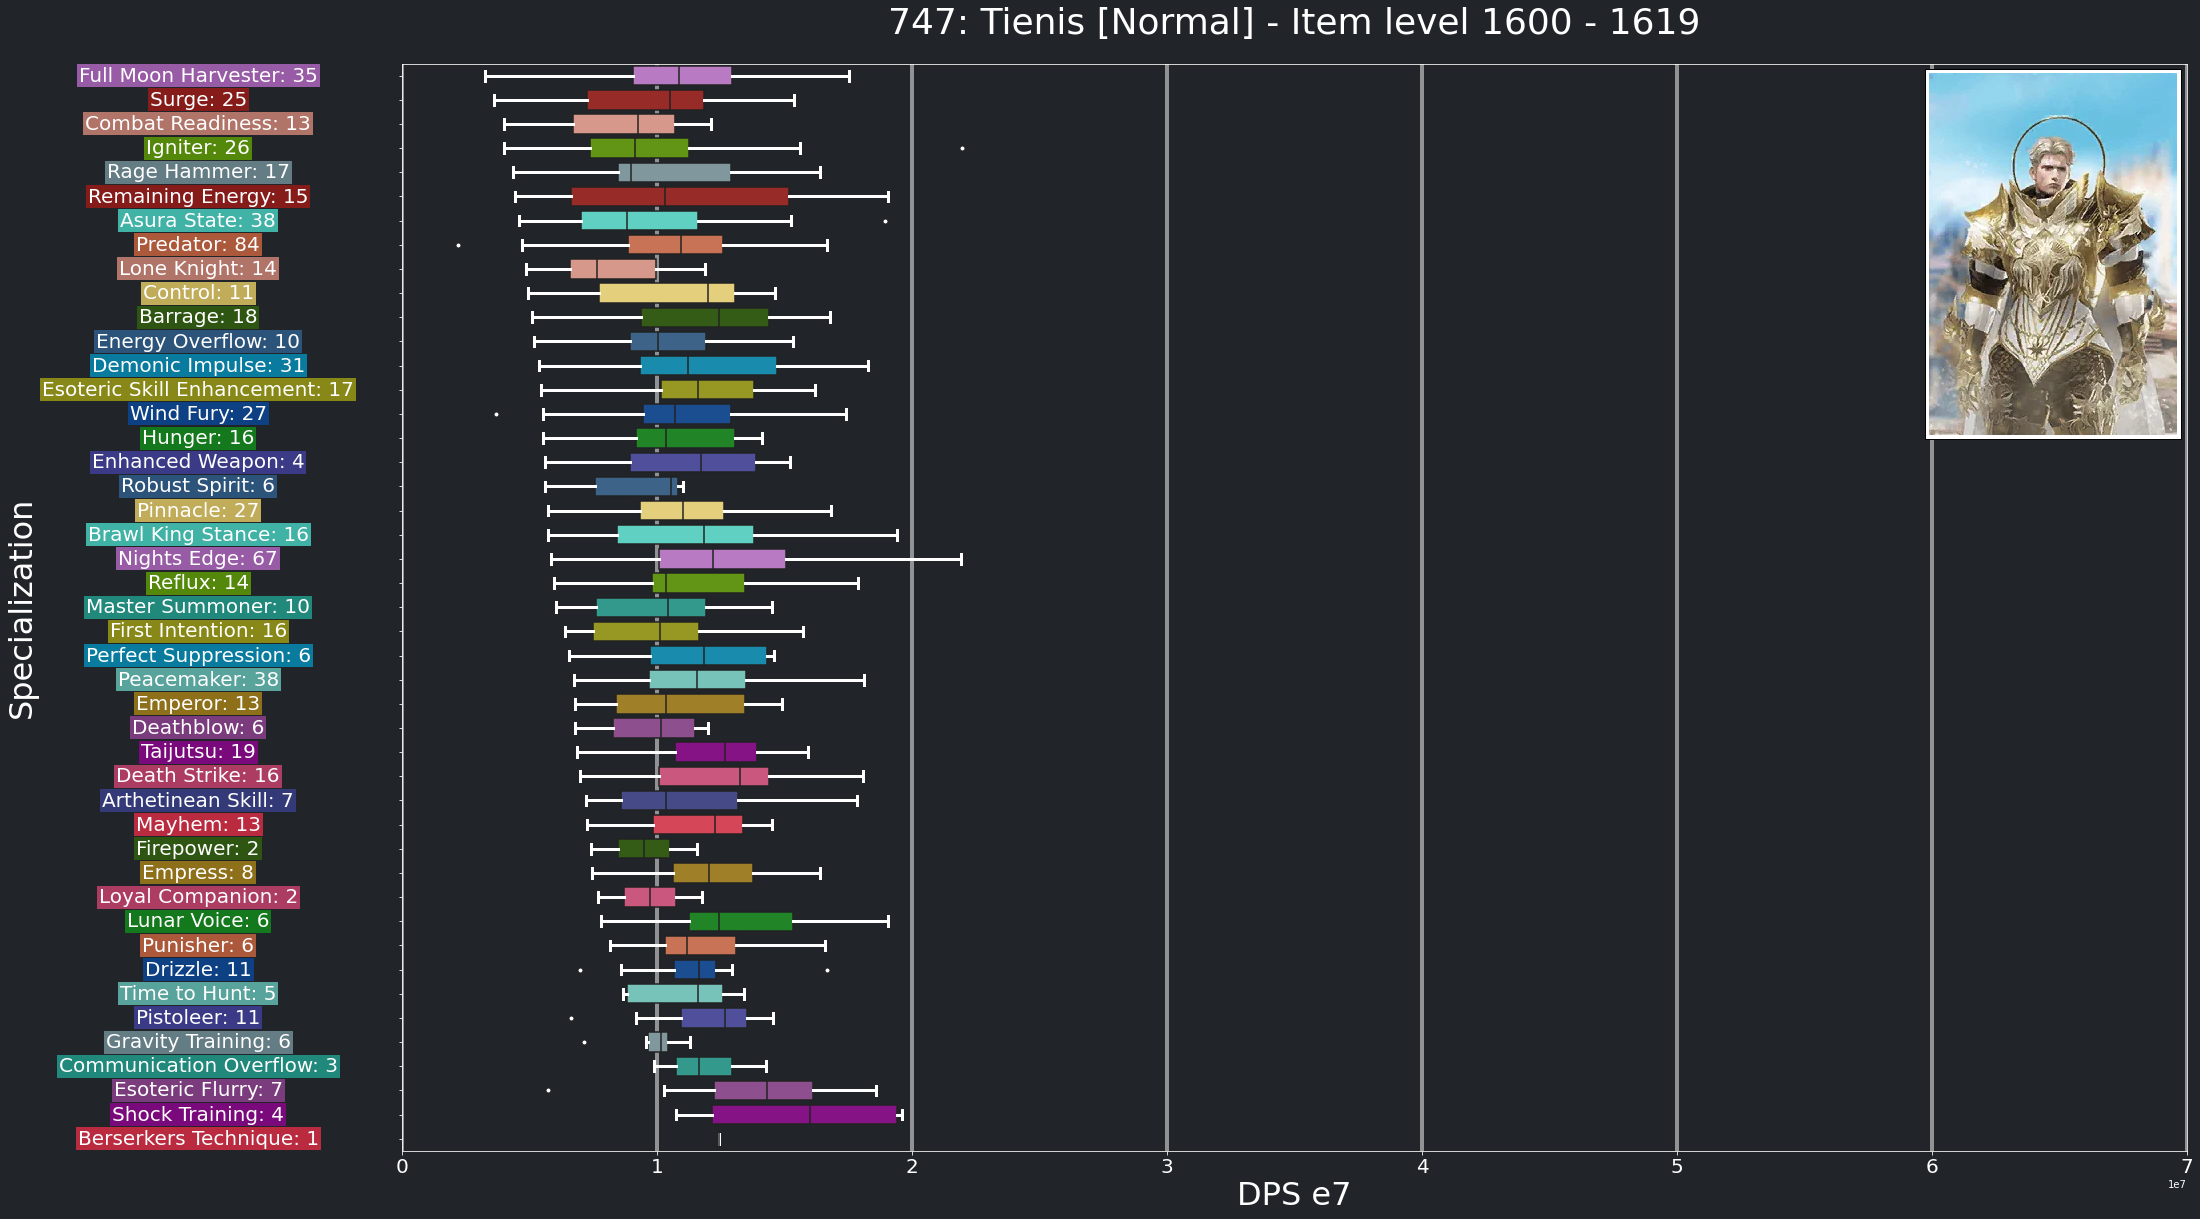 747: Tienis [Normal] - Item level 1600 - 1619
Specialization
Full Moon Harvester: 35
Surge: 25
Combat Readiness: 13
Igniter: 26
Rage Hammer: 17
Remaining Energy: 15
Asura State: 38
Predator: 84
Lone Knight: 14
Control: 11
Barrage: 18
Energy Overflow: 10
Demonic Impulse: 31
Esoteric Skill Enhancement: 17
Wind Fury: 27
Hunger: 16
Enhanced Weapon: 4
Robust Spirit: 6
Pinnacle: 27
Brawl King Stance: 16
Nights Edge: 67
Reflux: 14
Master Summoner: 10
First Intention: 16
Perfect Suppression: 6
Peacemaker: 38
Emperor: 13
Deathblow: 6
Taijutsu: 19
Death Strike: 16
Arthetinean Skill: 7
Mayhem: 13
Firepower: 2
Empress: 8
Loyal Companion: 2
Lunar Voice: 6
Punisher: 6
Drizzle: 11
Time to Hunt: 5
Pistoleer: 11
Gravity Training: 6
Communication Overflow: 3
Esoteric Flurry: 7
Shock Training: 4
Berserkers Technique: 1
0 1 2 3 4 5 6 7
DPS e7
1e7